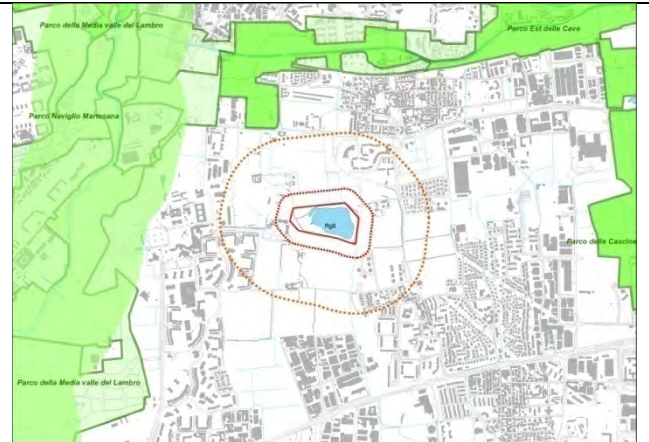 Parco della Media valle del Lambro
Parco Est delle Cave
Parco Naviglio Martesana
Rg8
Parco delle Cascine
Parco della Media valle del Lambro